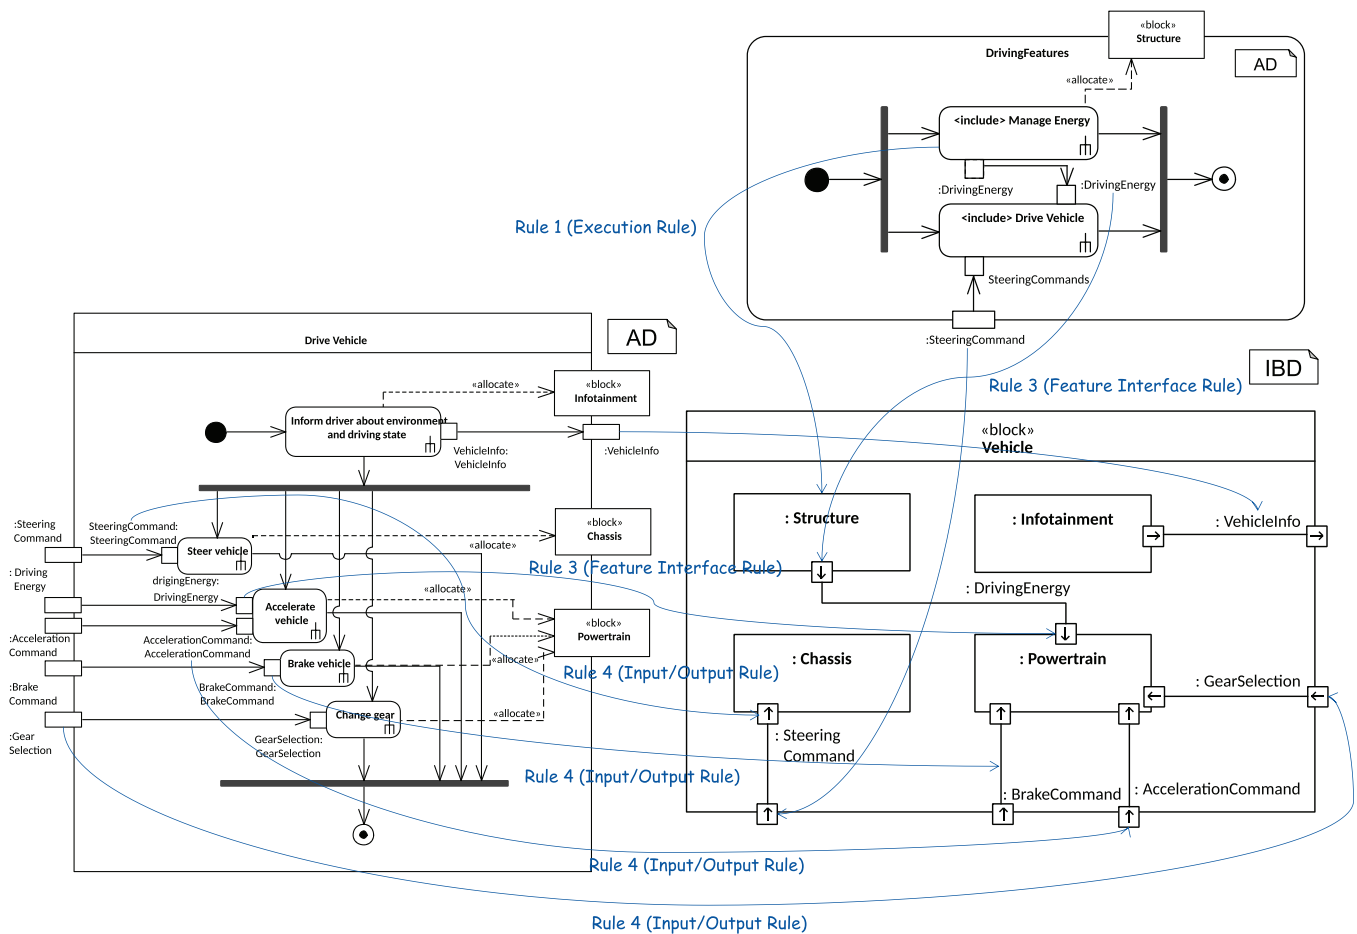 «block»
Structure
DrivingFeatures
AD
«allocate»
<include> Manage Energy
:DrivingEnergy
:DrivingEnergy
<include> Drive Vehicle
SteeringCommands
:SteeringCommand
Rule 1 (Execution Rule)
Rule 3 (Feature Interface Rule)
IBD
Drive Vehicle
AD
«allocate»
«block»
Infotainment
Inform driver about environment
and driving state
VehicleInfo:
VehicleInfo
:VehicleInfo
:Steering
Command
SteeringCommand:
SteeringCommand
Steer vehicle
«block»
Chassis
«allocate»
: Driving
Energy
drigingEnergy:
DrivingEnergy
Rule 3 (Feature Interface Rule)
Accelerate
vehicle
«allocate»
«block»
Powertrain
:Acceleration
Command
AccelerationCommand:
AccelerationCommand
Brake vehicle
«allocate»
Rule 4 (Input/Output Rule)
:Brake
Command
BrakeCommand:
BrakeCommand
Change gear
«allocate»
:Gear
Selection
GearSelection:
GearSelection
Rule 4 (Input/Output Rule)
Rule 4 (Input/Output Rule)
Rule 4 (Input/Output Rule)
«block»
Vehicle
: Structure
: Infotainment
: VehicleInfo
: DrivingEnergy
: Chassis
: Powertrain
: GearSelection
: Steering
Command
: BrakeCommand
: AccelerationCommand